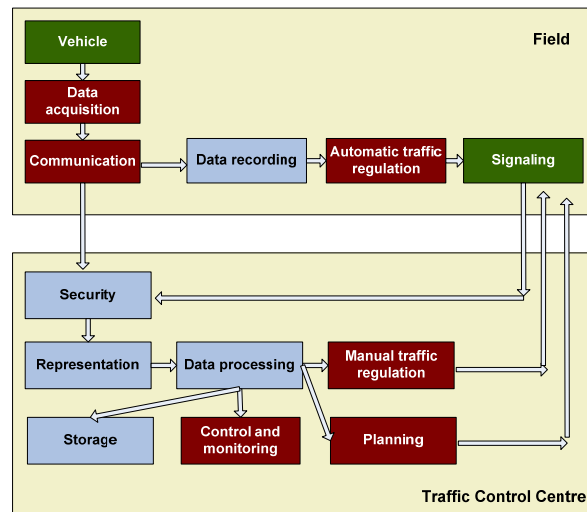 Vehicle
Field
Data
acquisition
Communication
Data recording
Automatic traffic
regulation
Signaling
Security
Representation
Data processing
Manual traffic
regulation
Storage
Control and
monitoring
Planning
Traffic Control Centre